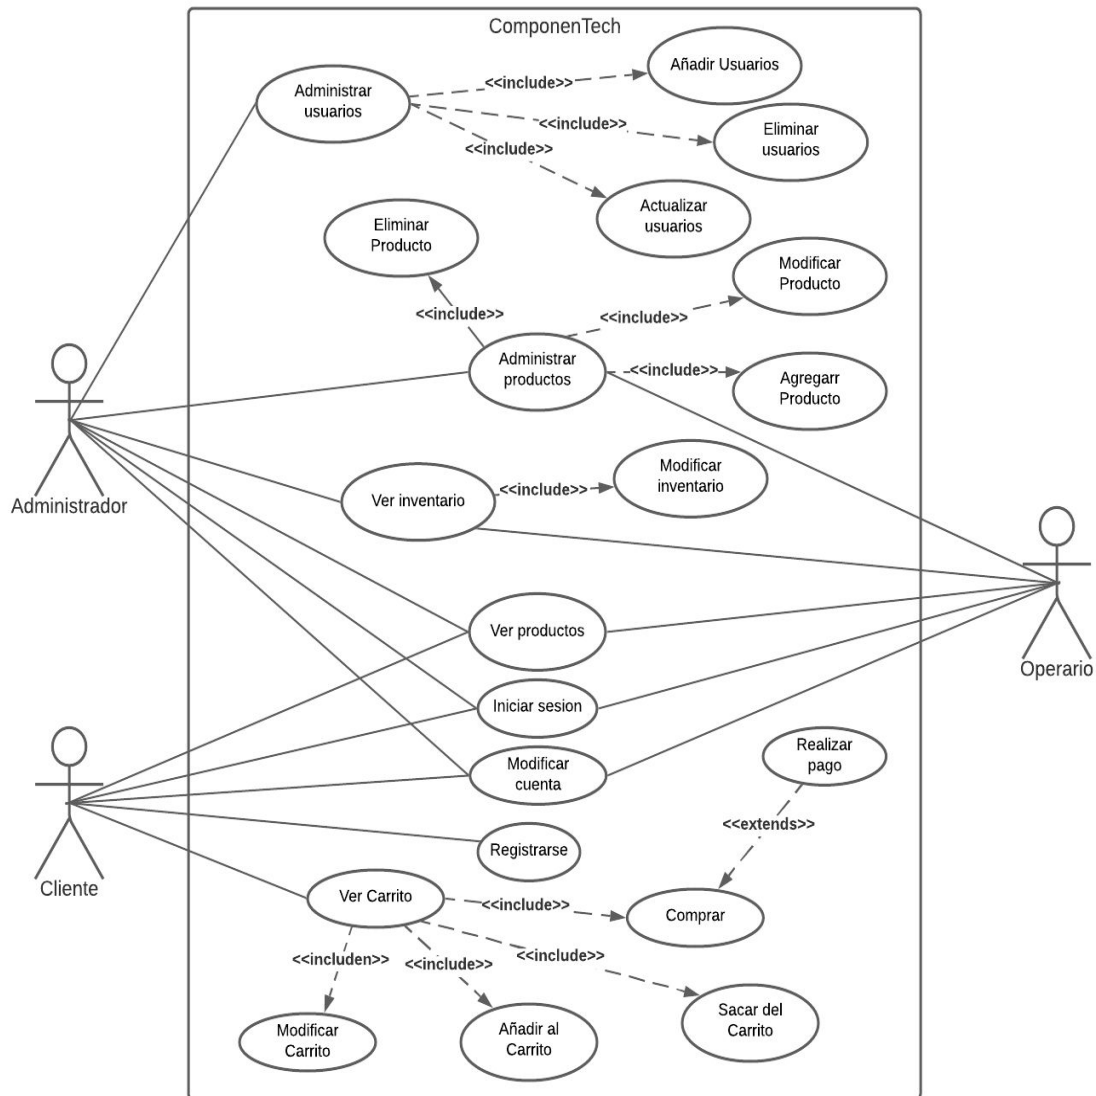 ComponenTech
Añadir Usuarios
Administrar
usuarios
<<include>>
<<include>>
Eliminar
usuarios
<<include>>
Actualizar
usuarios
Eliminar
Producto
Modificar
Producto
<<include>>
<<include>>
Administrar
productos
<<include>>
Agregarr
Producto
Administrador
Ver inventario
<<include>>
Modificar
inventario
Operario
Ver productos
Iniciar sesion
Modificar
cuenta
Realizar
pago
<<extends>>
Registrarse
Cliente
Ver Carrito
<<include>>
Comprar
<<includen>>
<<include>>
<<include>>
Modificar
Carrito
Añadir al
Carrito
Sacar del
Carrito